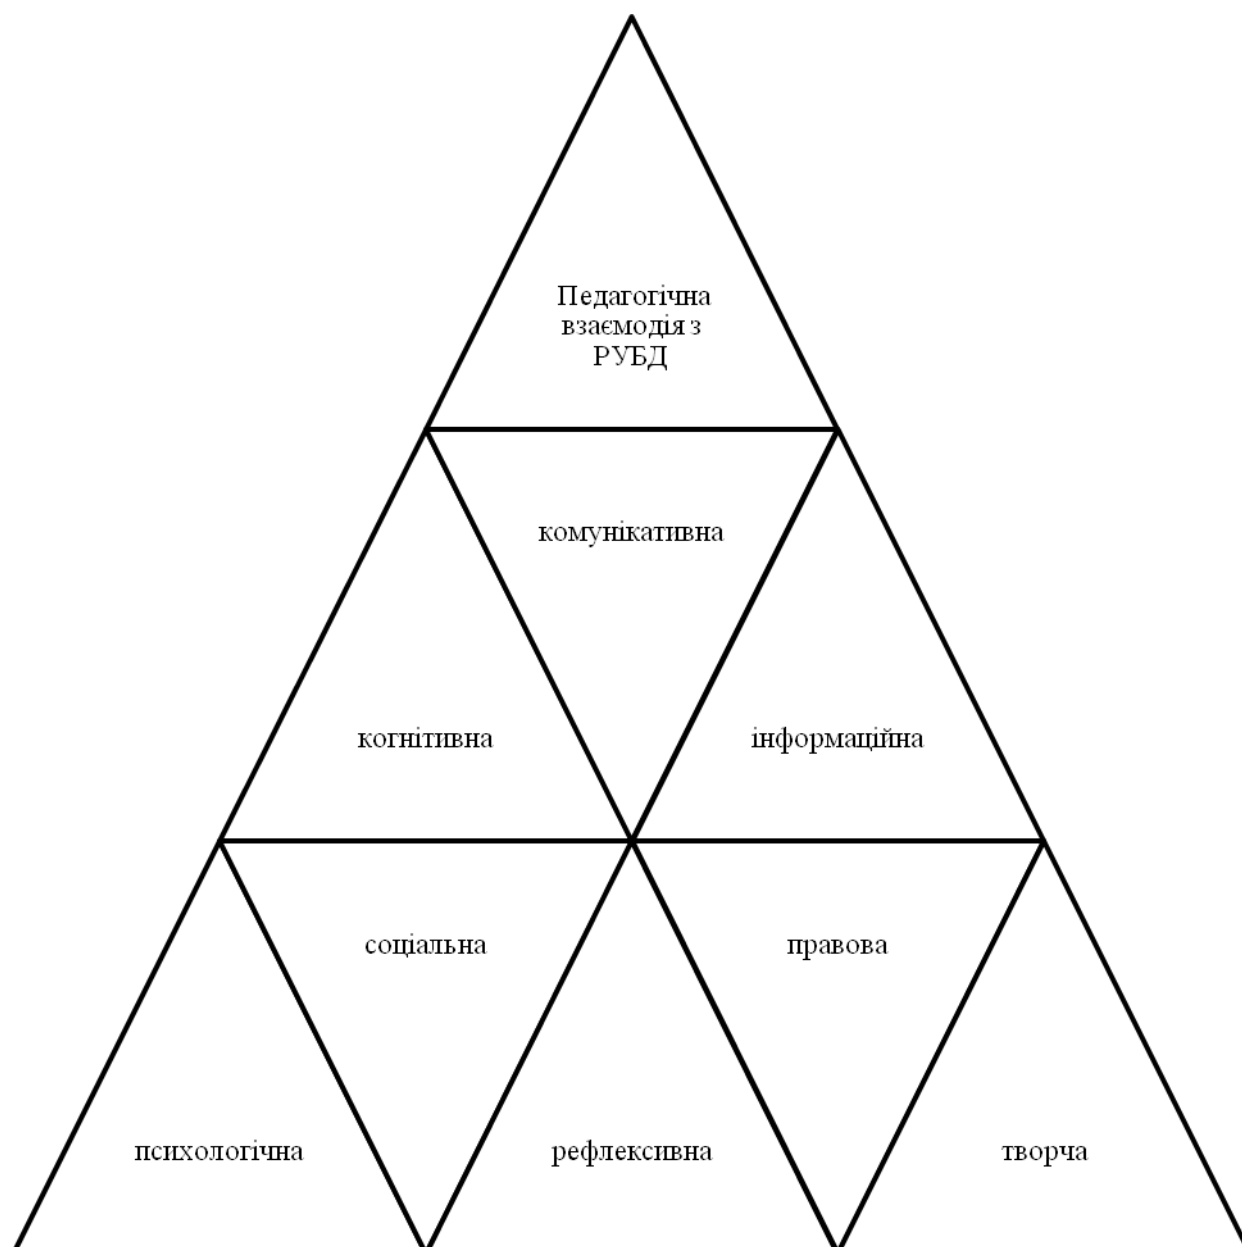 Педагогічна
взаємодія з
РУБД
комунікативна
когнітивна
інформаційна
соціальна
правова
психологічна
рефлексивна
творча